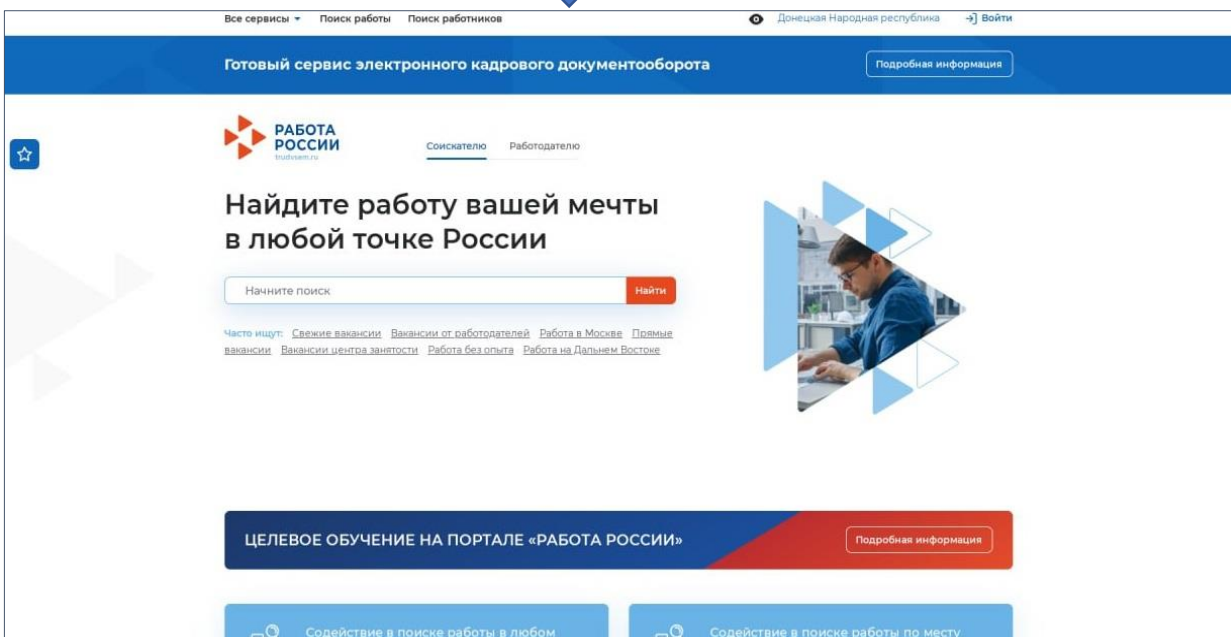 Все сервисы Поиск работы Поиск работников Донецкая Народная республика Войти
Готовый сервис электронного кадрового документооборота Подробная информация
РАБОТА
РОССИИ
trudvsem.ru
Соискателю Работодателю
Найдите работу вашей мечты
в любой точке России
Начните поиск Найти
Часто ищут: Свежие вакансии Вакансии от работодателей Работа в Москве Прямые
вакансии Вакансии центра занятости Работа без опыта Работа на Дальнем Востоке
ЦЕЛЕВОЕ ОБУЧЕНИЕ НА ПОРТАЛЕ «РАБОТА РОССИИ» Подробная информация
Содействие в поиске работы в любом Содействие в поиске работы по месту